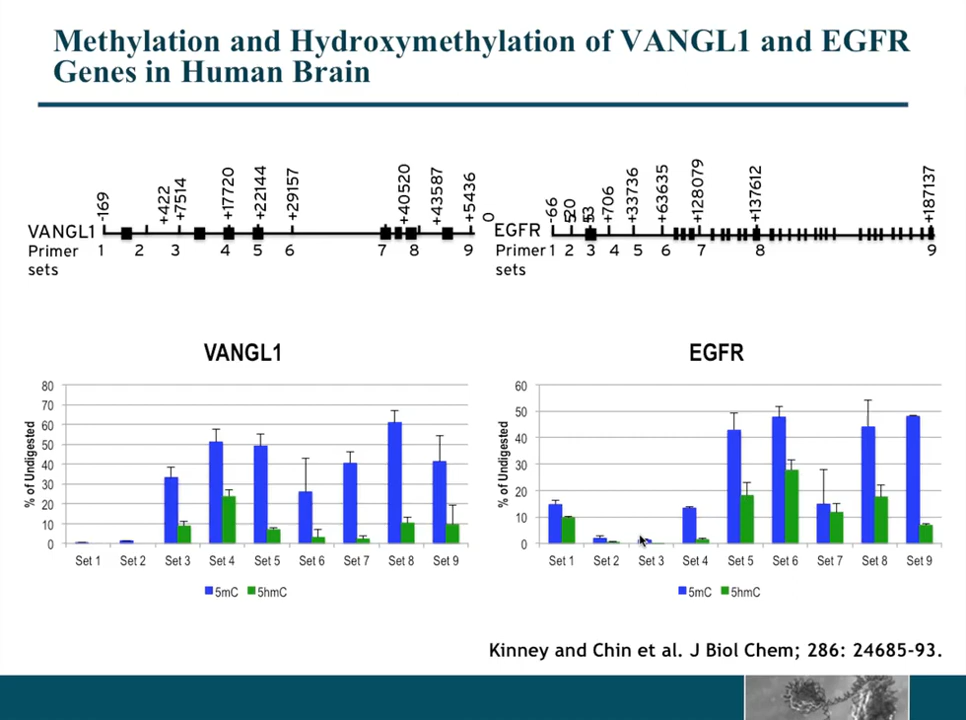 Methylation and Hydroxymethylation of VANGL1 and EGFR
Genes in Human Brain
-169
+422
+7514
+17720
+22144
+29157
+40520
+43587
+5436
0
VANGL1
Primer 1 2 3 4 5 6 7 8 9
sets
-66
+706
+33736
+63635
+128079
+137612
+187137
EGFR
Primer 1 2 3 4 5 6 7 8 9
sets
VANGL1
% of Undigested
80
70
60
50
40
30
20
10
0
Set 1 Set 2 Set 3 Set 4 Set 5 Set 6 Set 7 Set 8 Set 9
5mC 5hmC
EGFR
% of Undigested
60
50
40
30
20
10
0
Set 1 Set 2 Set 3 Set 4 Set 5 Set 6 Set 7 Set 8 Set 9
5mC 5hmC
Kinney and Chin et al. J Biol Chem; 286: 24685-93.